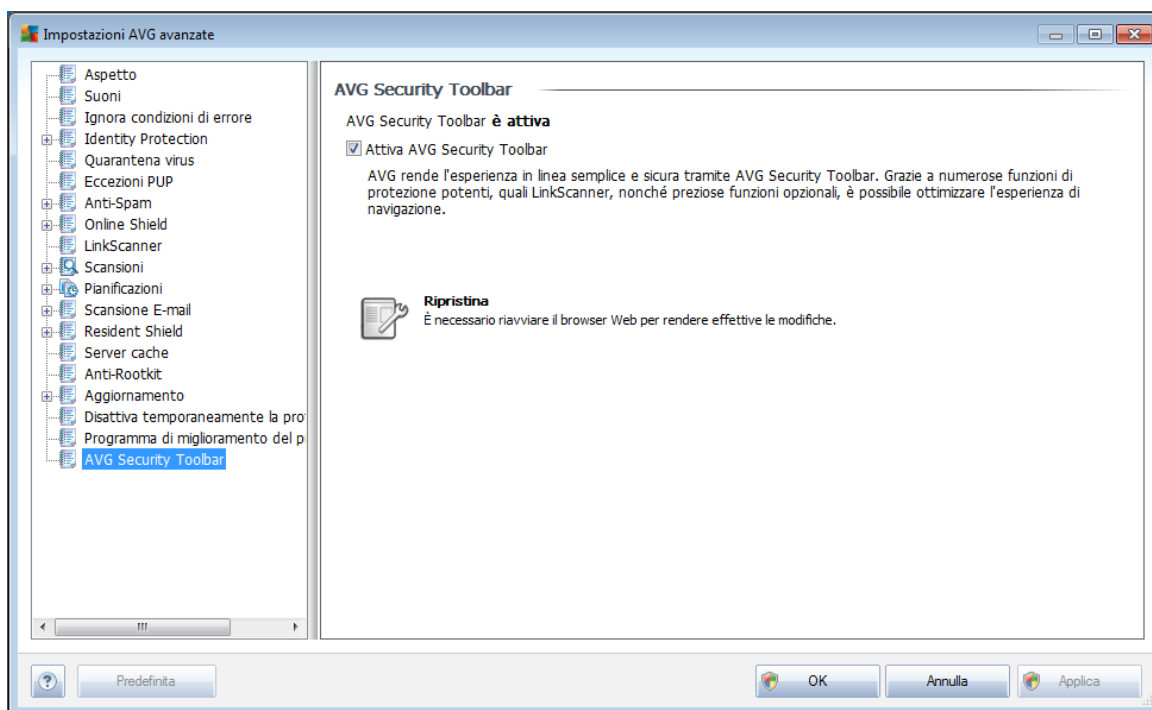 Impostazioni AVG avanzate
Aspetto
Suoni
Ignora condizioni di errore
Identity Protection
Quarantena virus
Eccezioni PUP
Anti-Spam
Online Shield
LinkScanner
Scansioni
Pianificazioni
Scansione E-mail
Resident Shield
Server cache
Anti-Rootkit
Aggiornamento
Disattiva temporaneamente la pro
Programma di miglioramento del p
AVG Security Toolbar
AVG Security Toolbar
AVG Security Toolbar è attiva
Attiva AVG Security Toolbar
AVG rende l'esperienza in linea semplice e sicura tramite AVG Security Toolbar. Grazie a numerose funzioni di
protezione potenti, quali LinkScanner, nonché preziose funzioni opzionali, è possibile ottimizzare l'esperienza di
navigazione.
Ripristina
È necessario riavviare il browser Web per rendere effettive le modifiche.
?
Predefinita
OK
Annulla
Applica